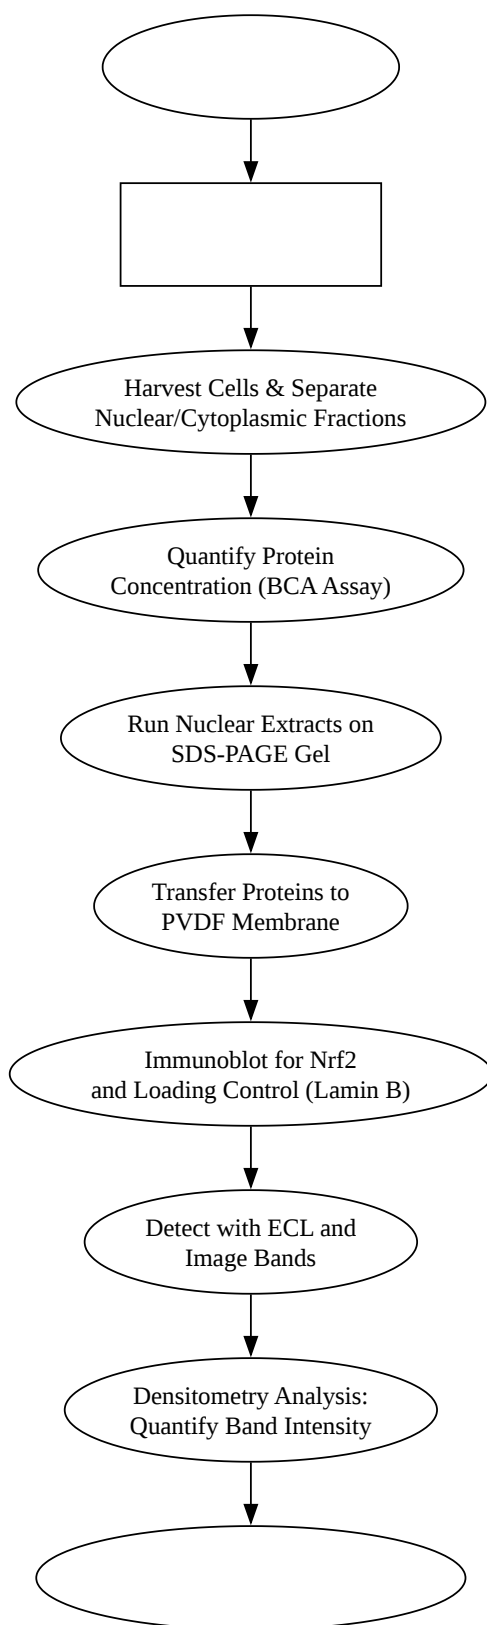 Harvest Cells & Separate
Nuclear/Cytoplasmic Fractions
Quantify Protein
Concentration (BCA Assay)
Run Nuclear Extracts on
SDS-PAGE Gel
Transfer Proteins to
PVDF Membrane
Immunoblot for Nrf2
and Loading Control (Lamin B)
Detect with ECL and
Image Bands
Densitometry Analysis:
Quantify Band Intensity